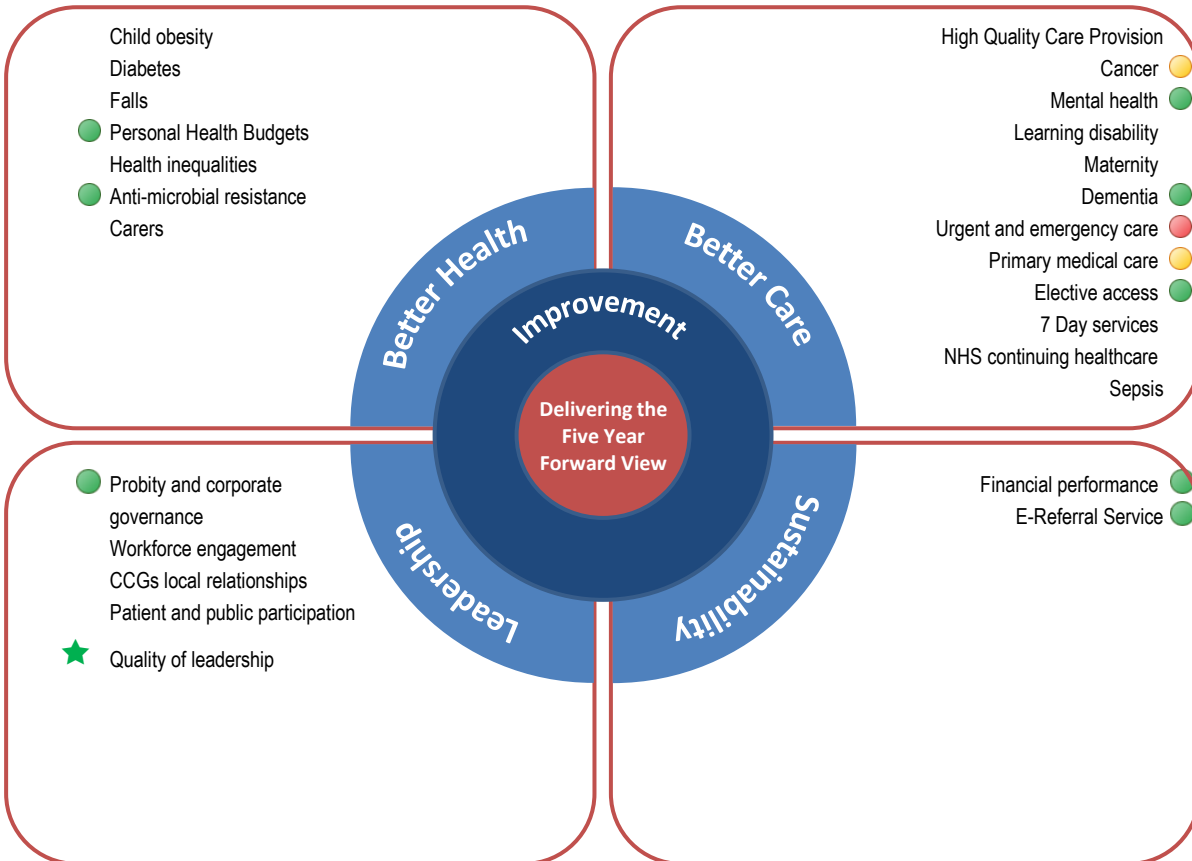 Child obesity
Diabetes
Falls
Personal Health Budgets
Health inequalities
Anti-microbial resistance
Carers
High Quality Care Provision
Cancer
Mental health
Learning disability
Maternity
Dementia
Urgent and emergency care
Primary medical care
Elective access
7 Day services
NHS continuing healthcare
Sepsis
Better Health
Better Care
Improvement
Delivering the
Five Year
Forward View
Leadership
Sustainability
Probity and corporate
governance
Workforce engagement
CCGs local relationships
Patient and public participation
Quality of leadership
Financial performance
E-Referral Service